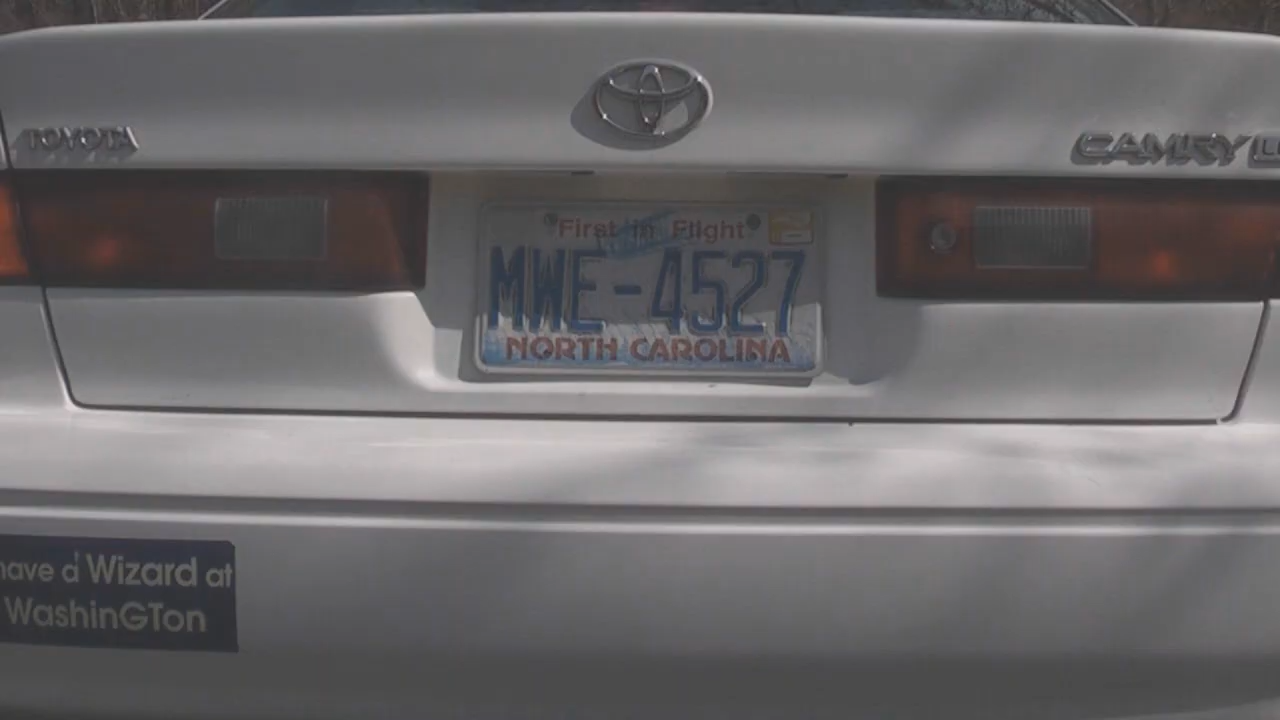 TOYOTA
CAMRY
First in Flight
MWE-4527
NORTH CAROLINA
have a Wizard at
WashinGTon